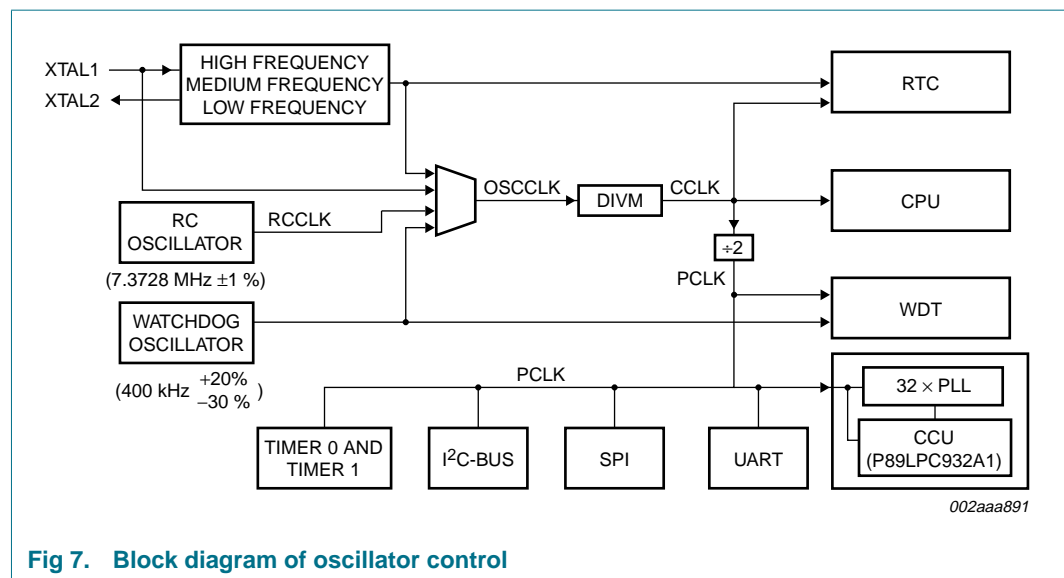 XTAL1
XTAL2
HIGH FREQUENCY
MEDIUM FREQUENCY
LOW FREQUENCY
RTC
OSCCLK
DIVM
CCLK
CPU
RC
OSCILLATOR
RCCLK
(7.3728 MHz ±1 %)
÷2
PCLK
WATCHDOG
OSCILLATOR
WDT
(400 kHz +20% −30 %)
PCLK
32 × PLL
CCU
(P89LPC932A1)
TIMER 0 AND
TIMER 1
I²C-BUS
SPI
UART
002aaa891
Fig 7. Block diagram of oscillator control